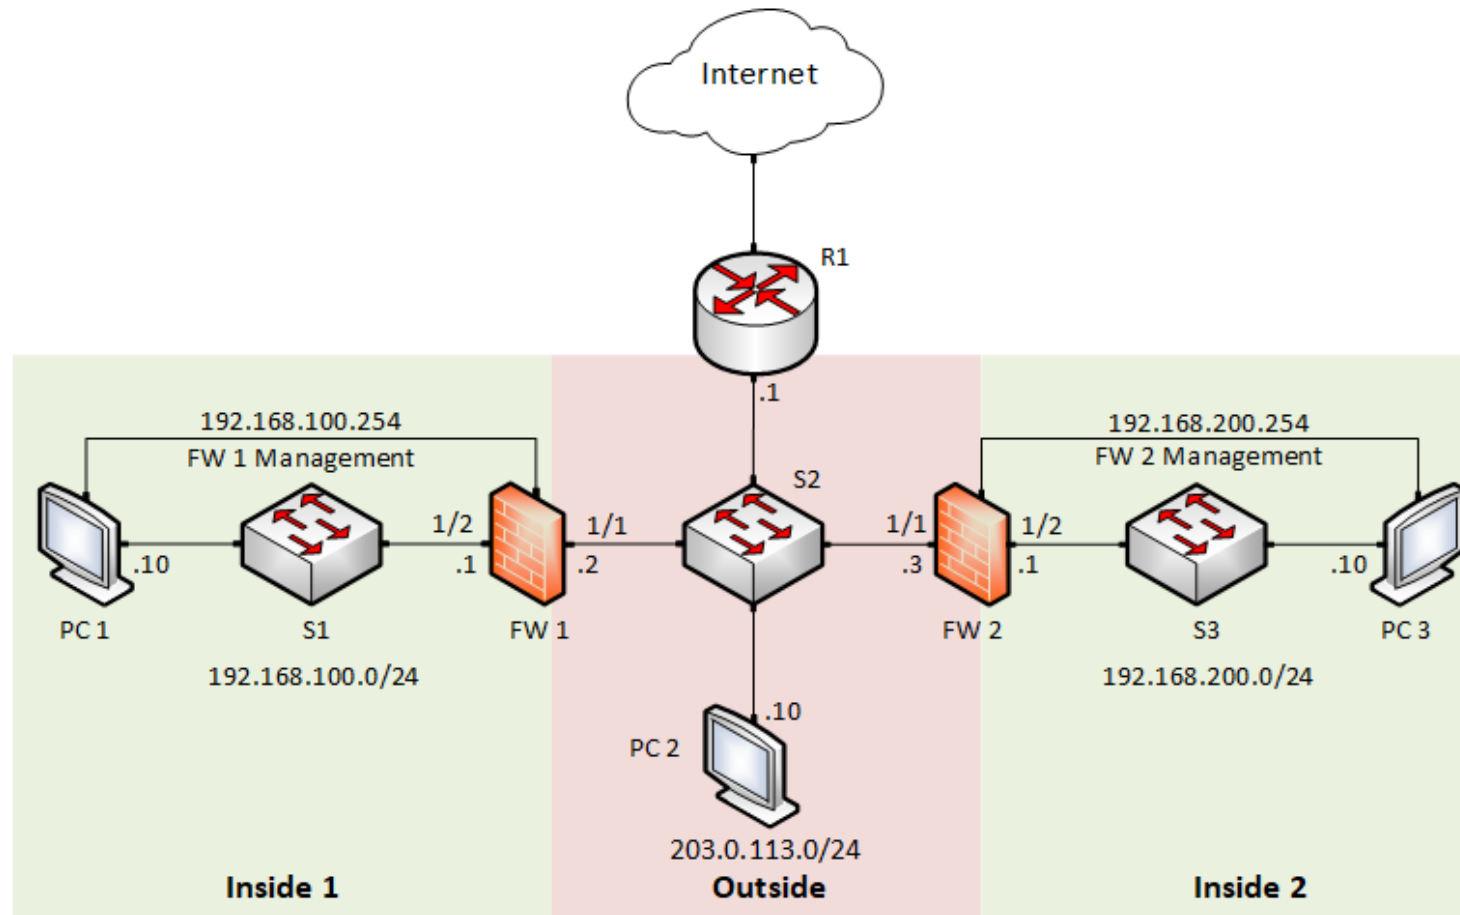 Internet
R1
.1
192.168.100.254
FW 1 Management
192.168.200.254
FW 2 Management
S2
1/2
1/1
1/1
1/2
.10
.1
.2
.3
.1
.10
PC 1
S1
FW 1
FW 2
S3
PC 3
192.168.100.0/24
192.168.200.0/24
.10
PC 2
203.0.113.0/24
Inside 1
Outside
Inside 2